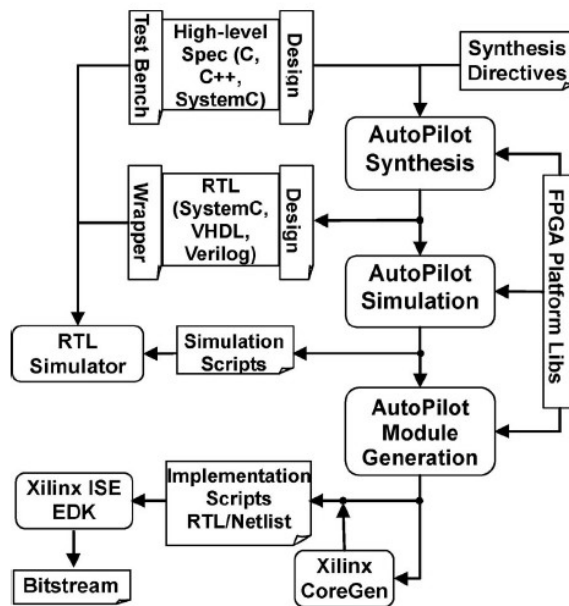 Test Bench
High-level
Spec (C,
C++,
SystemC)
Design
Synthesis
Directives
AutoPilot
Synthesis
Wrapper
RTL
(SystemC,
VHDL,
Verilog)
Design
FPGA Platform Libs
AutoPilot
Simulation
RTL
Simulator
Simulation
Scripts
AutoPilot
Module
Generation
Xilinx ISE
EDK
Implementation
Scripts
RTL/Netlist
Bitstream
Xilinx
CoreGen